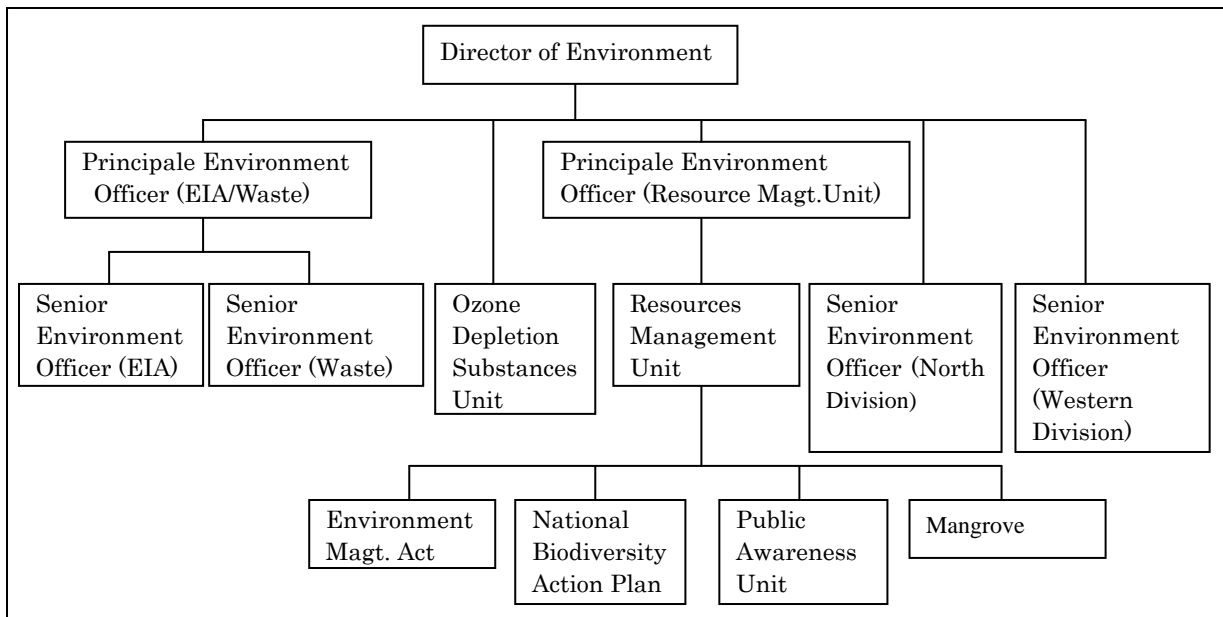 Director of Environment
Principale Environment
Officer (EIA/Waste)
Principale Environment
Officer (Resource Magt.Unit)
Senior
Environment
Officer (EIA)
Senior
Environment
Officer (Waste)
Ozone
Depletion
Substances
Unit
Resources
Management
Unit
Senior
Environment
Officer (North
Division)
Senior
Environment
Officer
(Western
Division)
Environment
Magt. Act
National
Biodiversity
Action Plan
Public
Awareness
Unit
Mangrove